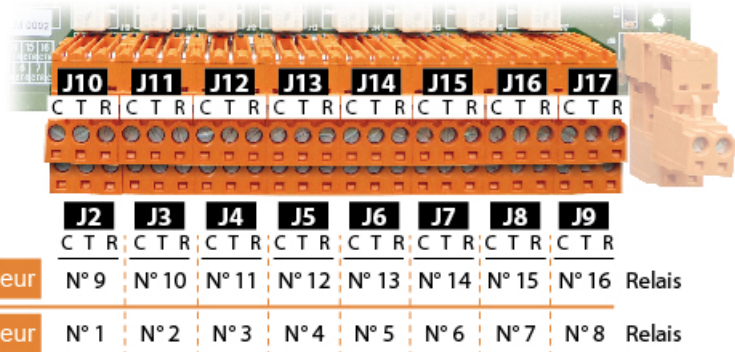 J10 J11 J12 J13 J14 J15 J16 J17
C T R C T R C T R C T R C T R C T R C T R C T R
J2 J3 J4 J5 J6 J7 J8 J9
C T R C T R C T R C T R C T R C T R C T R C T R
eur N° 9 N° 10 N° 11 N° 12 N° 13 N° 14 N° 15 N° 16 Relais
eur N° 1 N° 2 N° 3 N° 4 N° 5 N° 6 N° 7 N° 8 Relais